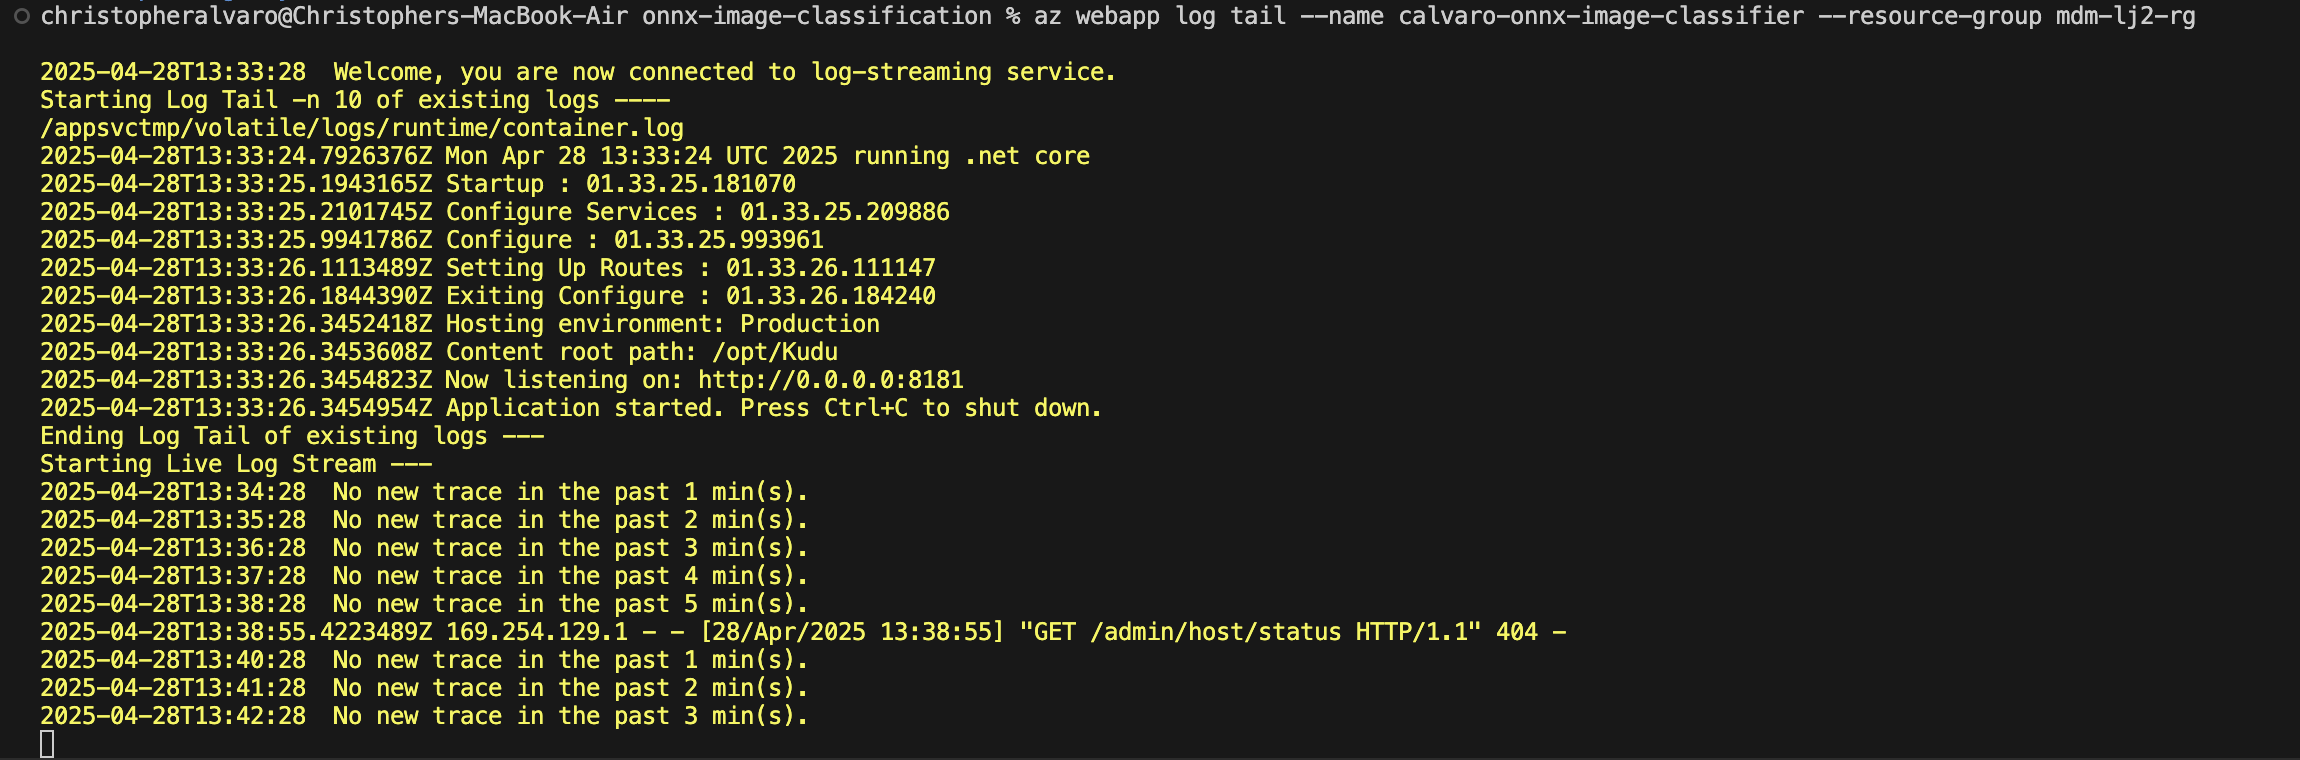 christopheralvaro@Christophers-MacBook-Air onnx-image-classification % az webapp log tail --name calvaro-onnx-image-classifier --resource-group mdm-lj2-rg
2025-04-28T13:33:28  Welcome, you are now connected to log-streaming service.
Starting Log Tail -n 10 of existing logs ----
/appsvctmp/volatile/logs/runtime/container.log
2025-04-28T13:33:24.7926376Z Mon Apr 28 13:33:24 UTC 2025 running .net core
2025-04-28T13:33:25.1943165Z Startup : 01.33.25.181070
2025-04-28T13:33:25.2101745Z Configure Services : 01.33.25.209886
2025-04-28T13:33:25.9941786Z Configure : 01.33.25.993961
2025-04-28T13:33:26.1113489Z Setting Up Routes : 01.33.26.111147
2025-04-28T13:33:26.1844390Z Exiting Configure : 01.33.26.184240
2025-04-28T13:33:26.3452418Z Hosting environment: Production
2025-04-28T13:33:26.3453608Z Content root path: /opt/Kudu
2025-04-28T13:33:26.3454823Z Now listening on: http://0.0.0.0:8181
2025-04-28T13:33:26.3454954Z Application started. Press Ctrl+C to shut down.
Ending Log Tail of existing logs ---
Starting Live Log Stream ---
2025-04-28T13:34:28  No new trace in the past 1 min(s).
2025-04-28T13:35:28  No new trace in the past 2 min(s).
2025-04-28T13:36:28  No new trace in the past 3 min(s).
2025-04-28T13:37:28  No new trace in the past 4 min(s).
2025-04-28T13:38:28  No new trace in the past 5 min(s).
2025-04-28T13:38:55.4223489Z 169.254.129.1 - - [28/Apr/2025 13:38:55] "GET /admin/host/status HTTP/1.1" 404 -
2025-04-28T13:40:28  No new trace in the past 1 min(s).
2025-04-28T13:41:28  No new trace in the past 2 min(s).
2025-04-28T13:42:28  No new trace in the past 3 min(s).